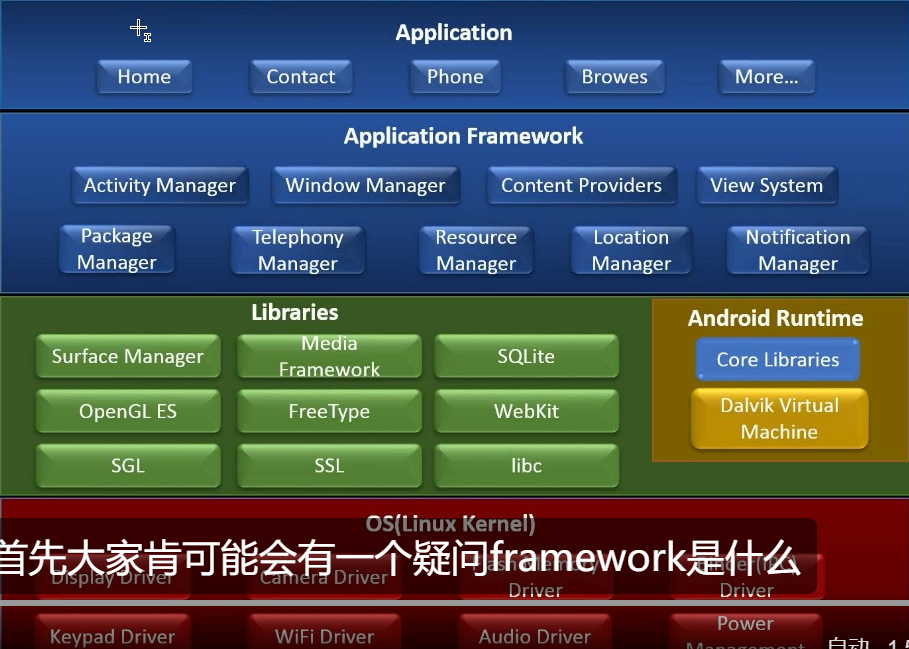 Application
Home Contact Phone Browes More...
Application Framework
Activity Manager Window Manager Content Providers View System
Package Manager
Telephony Manager
Resource Manager
Location Manager
Notification Manager
Libraries
Surface Manager
Media Framework
SQLite
OpenGL ES FreeType WebKit
SGL SSL libc
Android Runtime
Core Libraries
Dalvik Virtual
Machine
OS(Linux Kernel)
首先大家肯可能会有一个疑问framework是什么
Display Driver Camera Driver
Flash Memory
Driver
Binder(IPC)
Driver
Keypad Driver WiFi Driver Audio Driver
Power
Management
自动